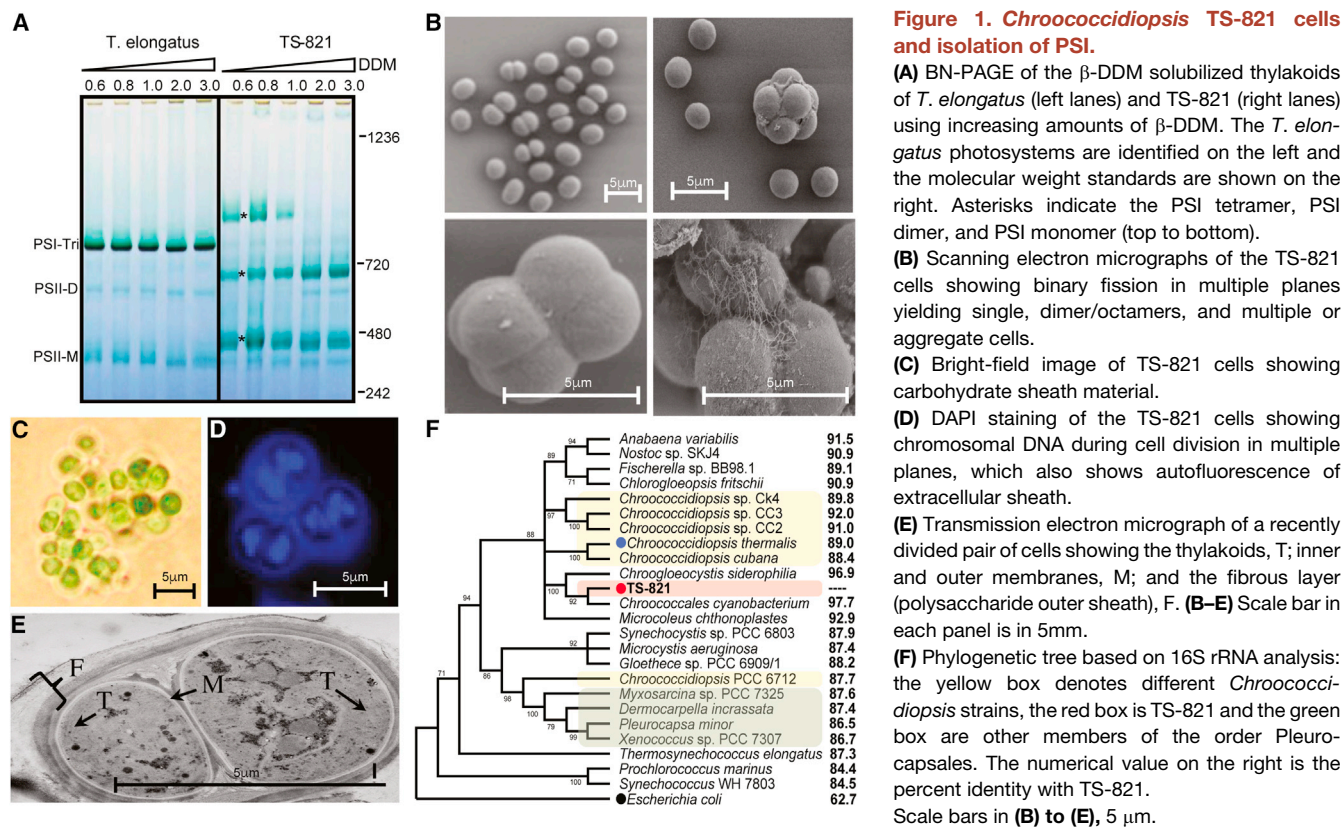 A
T. elongatus TS-821
DDM
0.6 0.8 1.0 2.0 3.0 0.6 0.8 1.0 2.0 3.0
1236
PSI-Tri
720
PSII-D
480
PSII-M
242
*
*
*
B
5μm
5μm
5μm
5μm
C
5μm
D
5μm
E
F
T
M
T
5μm
F
Anabaena variabilis 91.5
Nostoc sp. SKJ4 90.9
Fischerella sp. BB98.1 89.1
Chlorogloeopsis fritschii 90.9
Chroococcidiopsis sp. Ck4 89.8
Chroococcidiopsis sp. CC3 92.0
Chroococcidiopsis sp. CC2 91.0
Chroococcidiopsis thermalis 89.0
Chroococcidiopsis cubana 88.4
Chroogloeocystis siderophilia 96.9
TS-821 ----
Chroococcales cyanobacterium 97.7
Microcoleus chthonoplastes 92.9
Synechocystis sp. PCC 6803 87.9
Microcystis aeruginosa 87.4
Gloethece sp. PCC 6909/1 88.2
Chroococcidiopsis PCC 6712 87.7
Myxosarcina sp. PCC 7325 87.6
Dermocarpella incrassata 87.4
Pleurocapsa minor 86.5
Xenococcus sp. PCC 7307 86.7
Thermosynechococcus elongatus 87.3
Prochlorococcus marinus 84.4
Synechococcus WH 7803 84.5
Escherichia coli 62.7
94
89
71
97
100
100
88
100
92
94
92
86
98
100
79
99
71
100
Figure 1. Chroococcidiopsis TS-821 cells
and isolation of PSI.
(A) BN-PAGE of the β-DDM solubilized thylakoids
of T. elongatus (left lanes) and TS-821 (right lanes)
using increasing amounts of β-DDM. The T. elon-
gatus photosystems are identified on the left and
the molecular weight standards are shown on the
right. Asterisks indicate the PSI tetramer, PSI
dimer, and PSI monomer (top to bottom).
(B) Scanning electron micrographs of the TS-821
cells showing binary fission in multiple planes
yielding single, dimer/octamers, and multiple or
aggregate cells.
(C) Bright-field image of TS-821 cells showing
carbohydrate sheath material.
(D) DAPI staining of the TS-821 cells showing
chromosomal DNA during cell division in multiple
planes, which also shows autofluorescence of
extracellular sheath.
(E) Transmission electron micrograph of a recently
divided pair of cells showing the thylakoids, T; inner
and outer membranes, M; and the fibrous layer
(polysaccharide outer sheath), F. (B–E) Scale bar in
each panel is in 5mm.
(F) Phylogenetic tree based on 16S rRNA analysis:
the yellow box denotes different Chroococci-
diopsis strains, the red box is TS-821 and the green
box are other members of the order Pleuro-
capsales. The numerical value on the right is the
percent identity with TS-821.
Scale bars in (B) to (E), 5 μm.